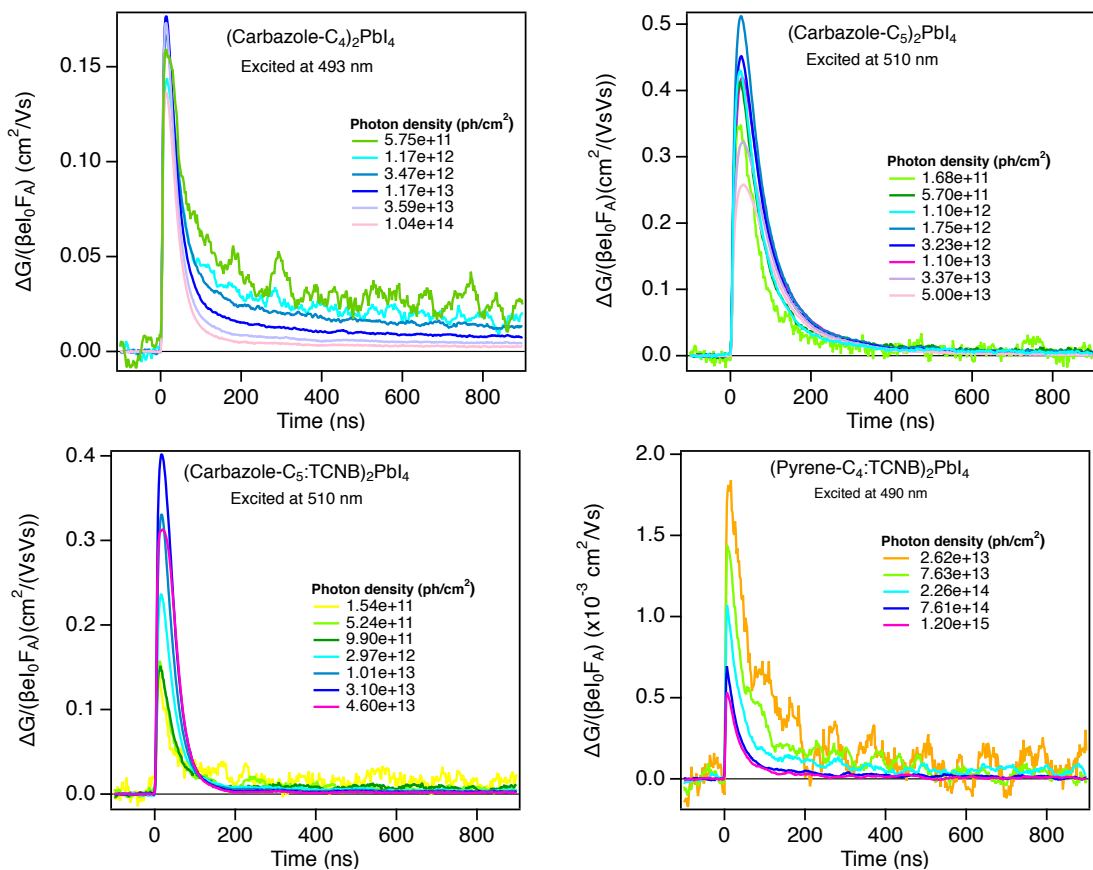 (Carbazole-C4)2PbI4
Excited at 493 nm
Photon density (ph/cm2)
5.75e+11
1.17e+12
3.47e+12
1.17e+13
3.59e+13
1.04e+14
ΔG/(βeI0FA) (cm2/Vs)
0.15
0.10
0.05
0.00
0
200
400
600
800
Time (ns)
(Carbazole-C5)2PbI4
Excited at 510 nm
Photon density (ph/cm2)
1.68e+11
5.70e+11
1.10e+12
1.75e+12
3.23e+12
1.10e+13
3.37e+13
5.00e+13
ΔG/(βeI0FA)(cm2/(VsVs))
0.5
0.4
0.3
0.2
0.1
0.0
0
200
400
600
800
Time (ns)
(Carbazole-C5:TCNB)2PbI4
Excited at 510 nm
Photon density (ph/cm2)
1.54e+11
5.24e+11
9.90e+11
2.97e+12
1.01e+13
3.10e+13
4.60e+13
ΔG/(βeI0FA)(cm2/(VsVs))
0.4
0.3
0.2
0.1
0.0
0
200
400
600
800
Time (ns)
(Pyrene-C4:TCNB)2PbI4
Excited at 490 nm
Photon density (ph/cm2)
2.62e+13
7.63e+13
2.26e+14
7.61e+14
1.20e+15
ΔG/(βeI0FA) (x10-3 cm2/Vs)
2.0
1.5
1.0
0.5
0.0
0
200
400
600
800
Time (ns)